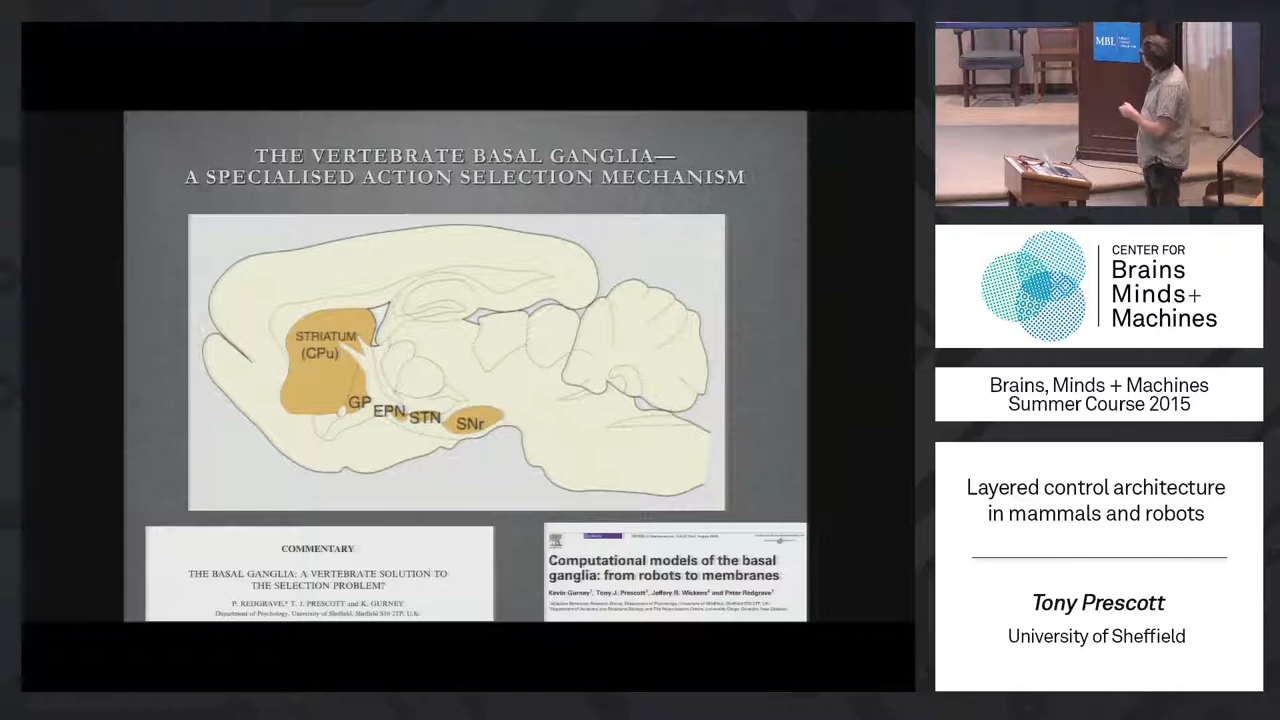 THE VERTEBRATE BASAL GANGLIA—
A SPECIALISED ACTION SELECTION MECHANISM
STRIATUM
(CPu)
GP
EPN
STN
SNr
COMMENTARY
THE BASAL GANGLIA: A VERTEBRATE SOLUTION TO
THE SELECTION PROBLEM?
P. REDGRAVE,* T. J. PRESCOTT and K. GURNEY
Department of Psychology, University of Sheffield, Sheffield S10 2TP, U.K.
Computational models of the basal
ganglia: from robots to membranes
Kevin Gurney¹, Tony J. Prescott¹, Jeffery R. Wickens² and Peter Redgrave¹
MBL
CENTER FOR
Brains
Minds+
Machines
Brains, Minds + Machines
Summer Course 2015
Layered control architecture
in mammals and robots
Tony Prescott
University of Sheffield